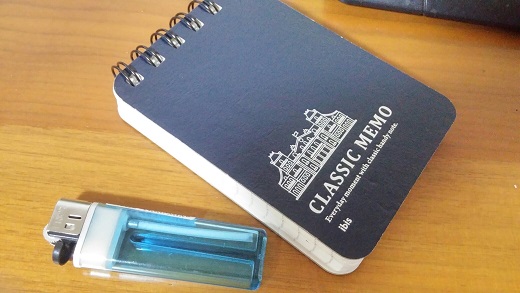 CLASSIC MEMO
Everyday moment with classic handy note.
ibis